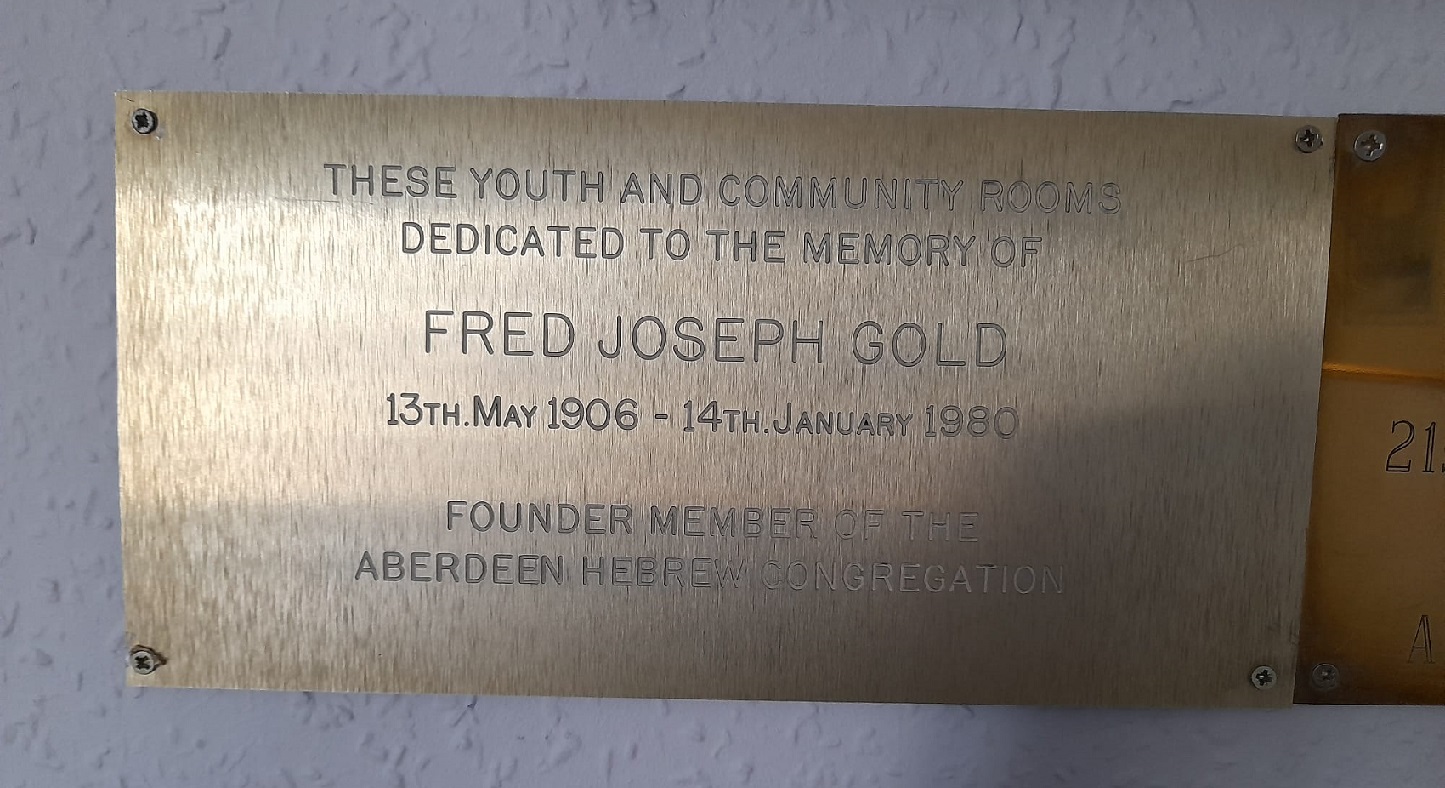 THESE YOUTH AND COMMUNITY ROOMS
DEDICATED TO THE MEMORY OF
FRED JOSEPH GOLD
13TH.MAY 1906 - 14TH.JANUARY 1980
FOUNDER MEMBER OF THE
ABERDEEN HEBREW CONGREGATION
21
A